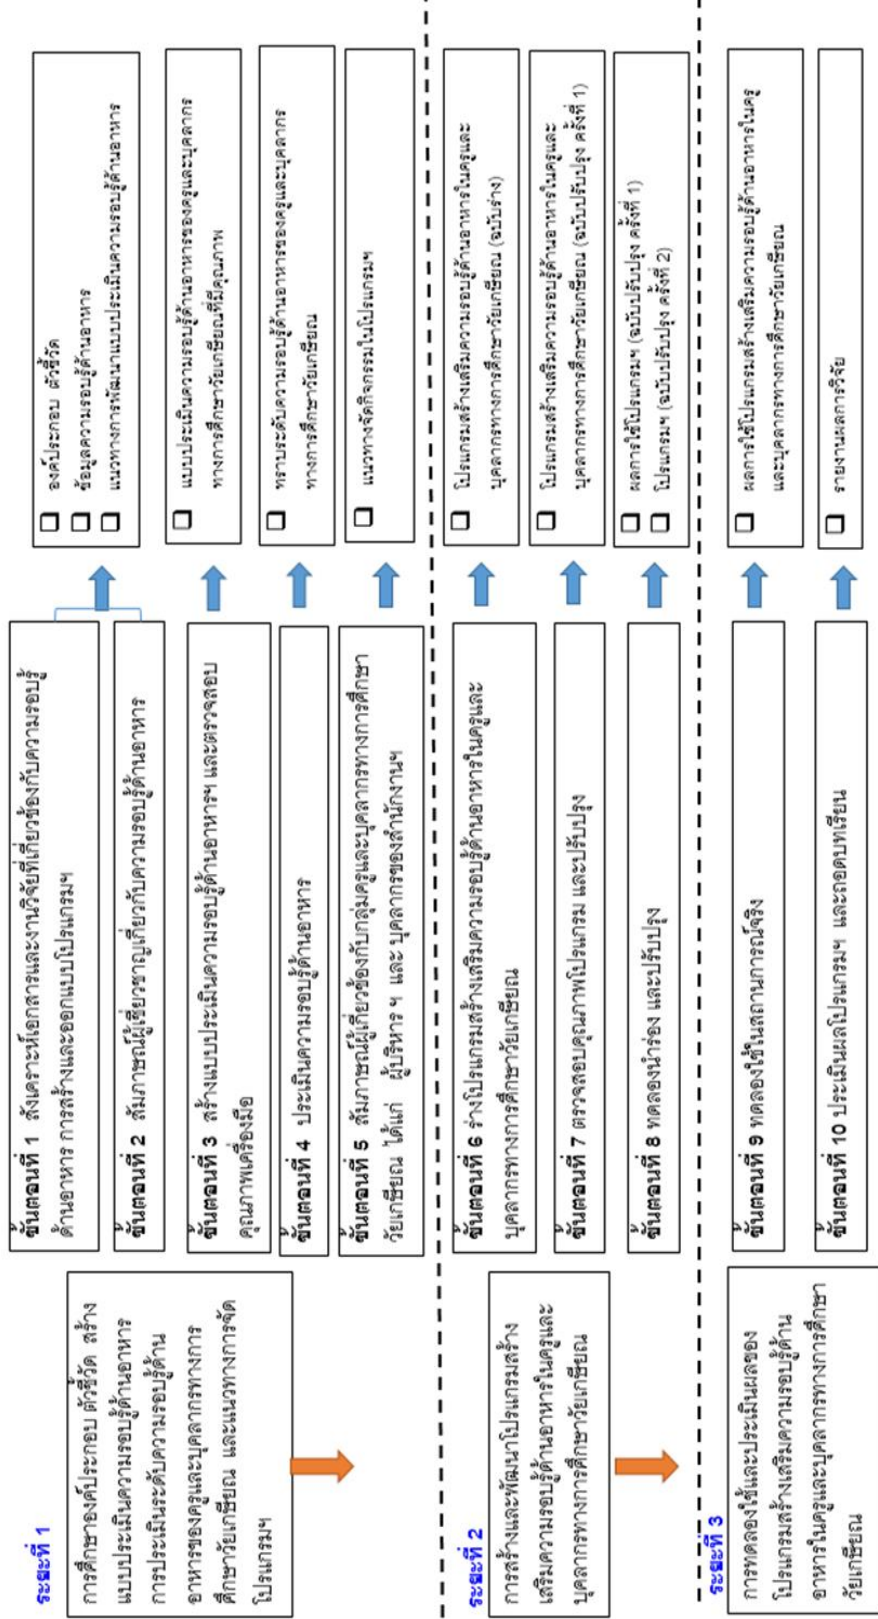 ระยะที่ 1
การศึกษาองค์ประกอบ ตัวชี้วัด สร้าง
แบบประเมินความรอบรู้ด้านอาหาร
การประเมินระดับความรอบรู้ด้าน
อาหารของครูและบุคลากรทางการ
ศึกษาวัยเกษียณ และแนวทางการจัด
โปรแกรมฯ
ขั้นตอนที่ 1 สังเคราะห์เอกสารและงานวิจัยที่เกี่ยวข้องกับความรอบรู้
ด้านอาหาร การสร้างและออกแบบโปรแกรมฯ
ขั้นตอนที่ 2 สัมภาษณ์ผู้เชี่ยวชาญเกี่ยวกับความรอบรู้ด้านอาหาร
องค์ประกอบ ตัวชี้วัด
ข้อมูลความรอบรู้ด้านอาหาร
แนวทางการพัฒนาแบบประเมินความรอบรู้ด้านอาหาร
ขั้นตอนที่ 3 สร้างแบบประเมินความรอบรู้ด้านอาหารฯ และตรวจสอบ
คุณภาพเครื่องมือ
แบบประเมินความรอบรู้ด้านอาหารของครูและบุคลากร
ทางการศึกษาวัยเกษียณที่มีคุณภาพ
ขั้นตอนที่ 4 ประเมินความรอบรู้ด้านอาหาร
ทราบระดับความรอบรู้ด้านอาหารของครูและบุคลากร
ทางการศึกษาวัยเกษียณ
ขั้นตอนที่ 5 สัมภาษณ์ผู้เกี่ยวข้องกับกลุ่มครูและบุคลากรทางการศึกษา
วัยเกษียณ ได้แก่ ผู้บริหาร ฯ และ บุคลากรของสำนักงานฯ
แนวทางจัดกิจกรรมในโปรแกรมฯ
ระยะที่ 2
การสร้างและพัฒนาโปรแกรมสร้าง
เสริมความรอบรู้ด้านอาหารในครูและ
บุคลากรทางการศึกษาวัยเกษียณ
ขั้นตอนที่ 6 ร่างโปรแกรมสร้างเสริมความรอบรู้ด้านอาหารในครูและ
บุคลากรทางการศึกษาวัยเกษียณ
โปรแกรมสร้างเสริมความรอบรู้ด้านอาหารในครูและ
บุคลากรทางการศึกษาวัยเกษียณ (ฉบับร่าง)
ขั้นตอนที่ 7 ตรวจสอบคุณภาพโปรแกรม และปรับปรุง
โปรแกรมสร้างเสริมความรอบรู้ด้านอาหารในครูและ
บุคลากรทางการศึกษาวัยเกษียณ (ฉบับปรับปรุง ครั้งที่ 1)
ขั้นตอนที่ 8 ทดลองนำร่อง และปรับปรุง
ผลการใช้โปรแกรมฯ (ฉบับปรับปรุง ครั้งที่ 1)
โปรแกรมฯ (ฉบับปรับปรุง ครั้งที่ 2)
ระยะที่ 3
การทดลองใช้และประเมินผลของ
โปรแกรมสร้างเสริมความรอบรู้ด้าน
อาหารในครูและบุคลากรทางการศึกษา
วัยเกษียณ
ขั้นตอนที่ 9 ทดลองใช้ในสถานการณ์จริง
ผลการใช้โปรแกรมสร้างเสริมความรอบรู้ด้านอาหารในครู
และบุคลากรทางการศึกษาวัยเกษียณ
ขั้นตอนที่ 10 ประเมินผลโปรแกรมฯ และถอดบทเรียน
รายงานผลการวิจัย